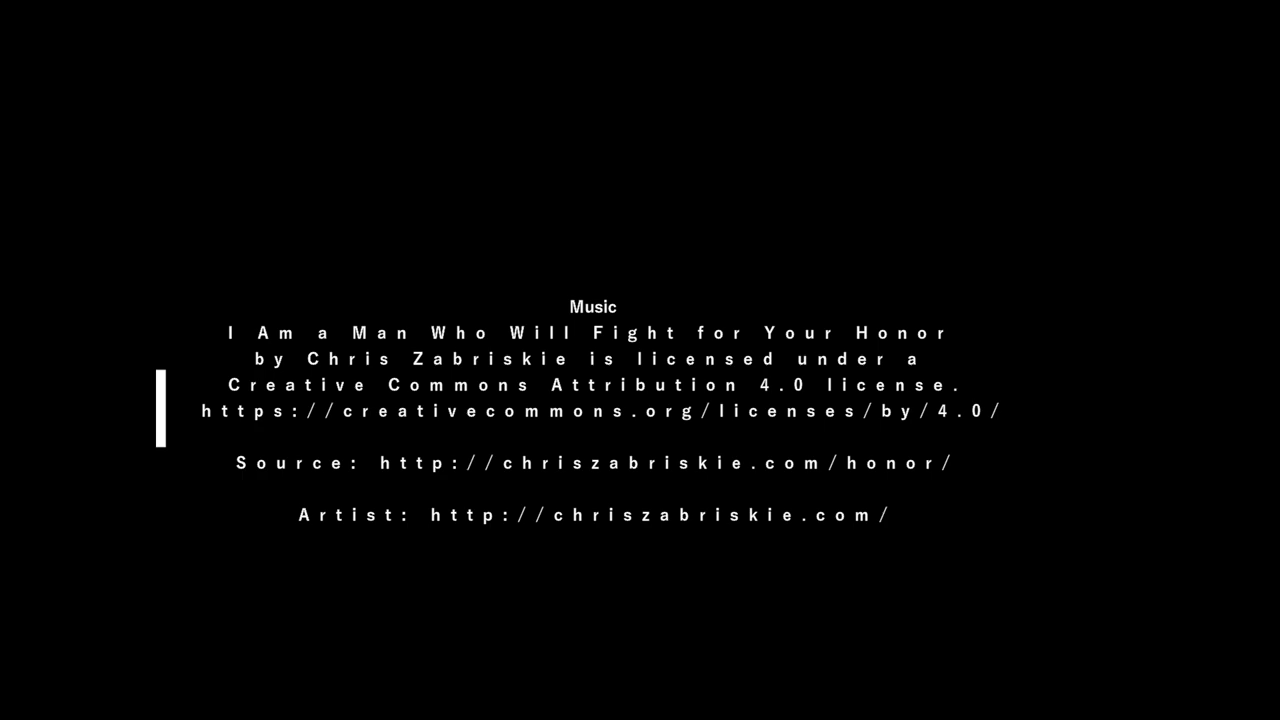 Music
I Am a Man Who Will Fight for Your Honor
by Chris Zabriskie is licensed under a
Creative Commons Attribution 4.0 license.
https://creativecommons.org/licenses/by/4.0/
Source: http://chriszabriskie.com/honor/
Artist: http://chriszabriskie.com/